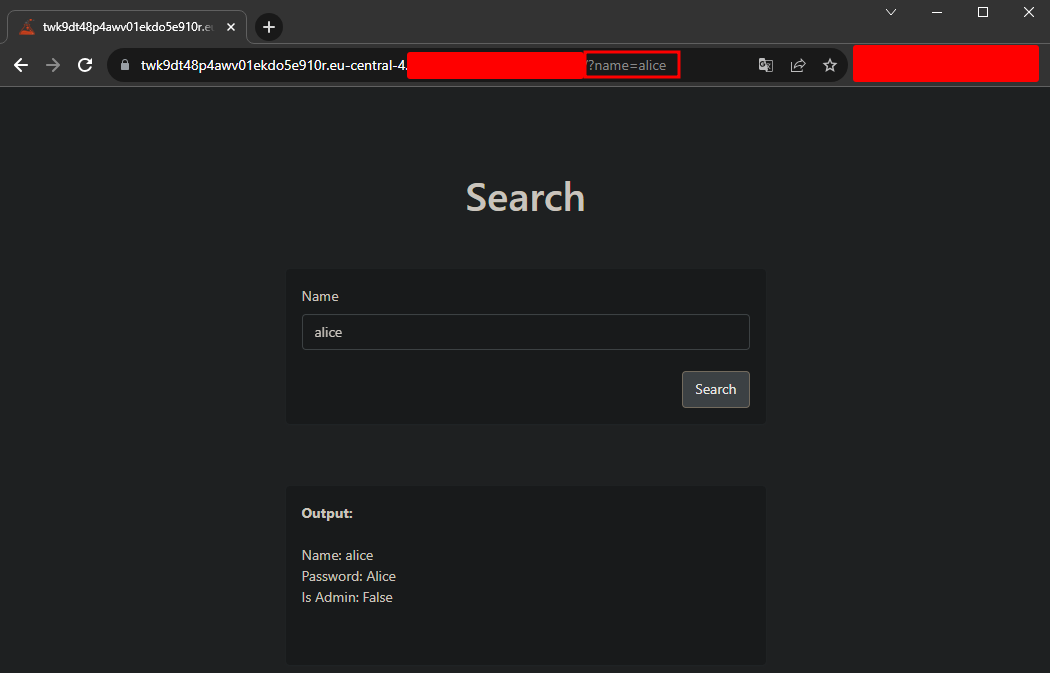 twk9dt48p4awv01ekdo5e910r.eu
twk9dt48p4awv01ekdo5e910r.eu-central-4.
/?name=alice
Search
Name
alice
Search
Output:
Name: alice
Password: Alice
Is Admin: False